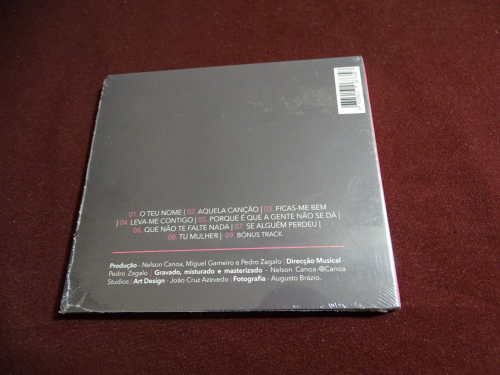 01. O TEU NOME | 02. AQUELA CANÇÃO | 03. FICAS-ME BEM
| 04. LEVA-ME CONTIGO | 05. PORQUE É QUE A GENTE NÃO SE DÁ |
06. QUE NÃO TE FALTE NADA | 07. SE ALGUÉM PERDEU |
08. TU MULHER | 09. BÓNUS TRACK
Produção - Nelson Canoa, Miguel Gameiro e Pedro Zagalo | Direcção Musical
Pedro Zagalo | Gravado, misturado e masterizado - Nelson Canoa-@Canoa
Studios | Art Design - João Cruz Azevedo | Fotografia - Augusto Brázio.